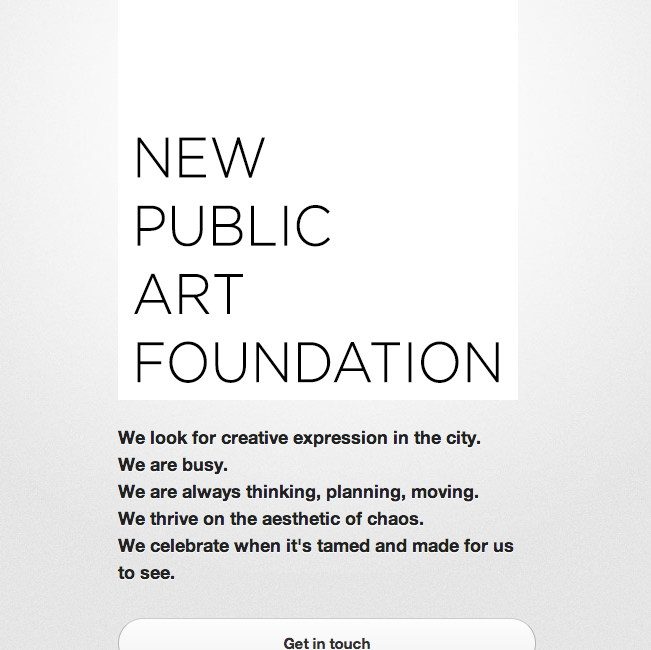 NEW
PUBLIC
ART
FOUNDATION
We look for creative expression in the city.
We are busy.
We are always thinking, planning, moving.
We thrive on the aesthetic of chaos.
We celebrate when it's tamed and made for us
to see.
Get in touch